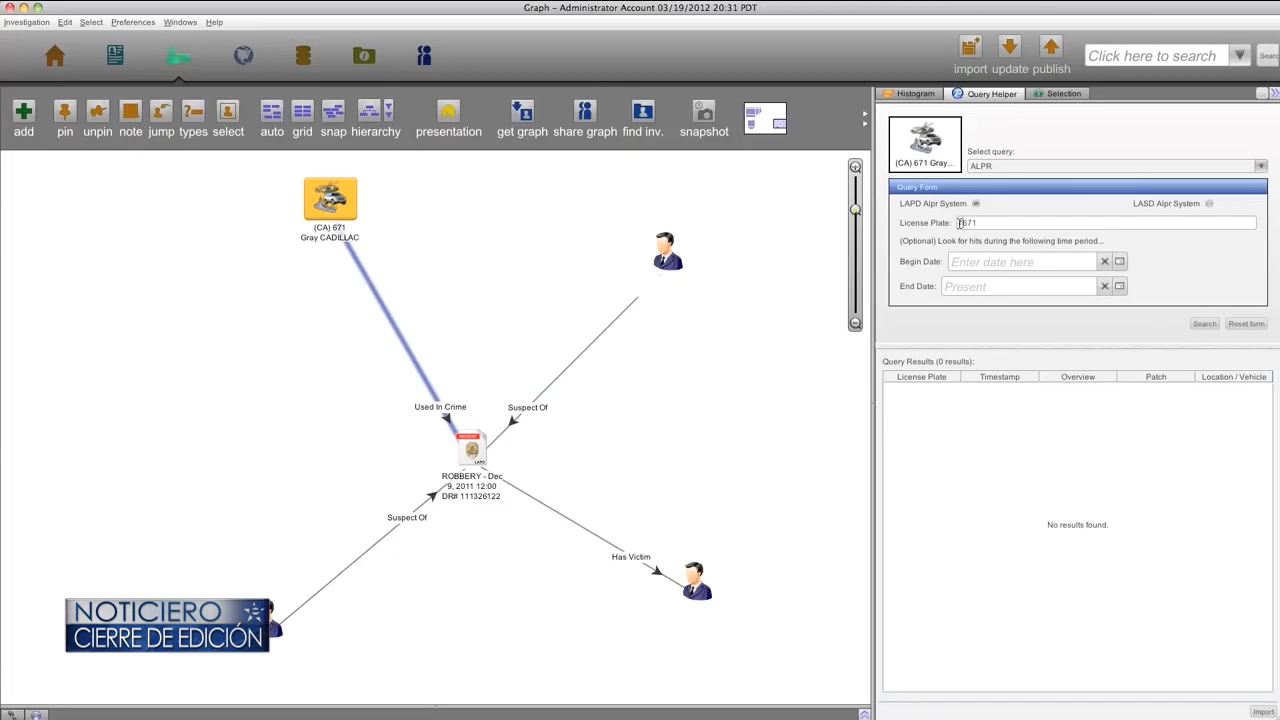 Graph – Administrator Account 03/19/2012 20:31 PDT
Investigation Edit Select Preferences Windows Help
import update publish
Click here to search
add pin unpin note jump types select auto grid snap hierarchy presentation get graph share graph find inv. snapshot
Histogram Query Helper Selection
(CA) 671 Gray...
Select query:
ALPR
Query Form
LAPD Alpr System LASD Alpr System
License Plate: 671
(Optional) Look for hits during the following time period...
Begin Date: Enter date here
End Date: Present
Search Reset form
Query Results (0 results):
License Plate Timestamp Overview Patch Location / Vehicle
No results found.
Import
(CA) 671
Gray CADILLAC
Used In Crime
Suspect Of
INCIDENT
LAPD
ROBBERY - Dec
9, 2011 12:00
DR# 111326122
Suspect Of
Has Victim
NOTICIERO
CIERRE DE EDICIÓN